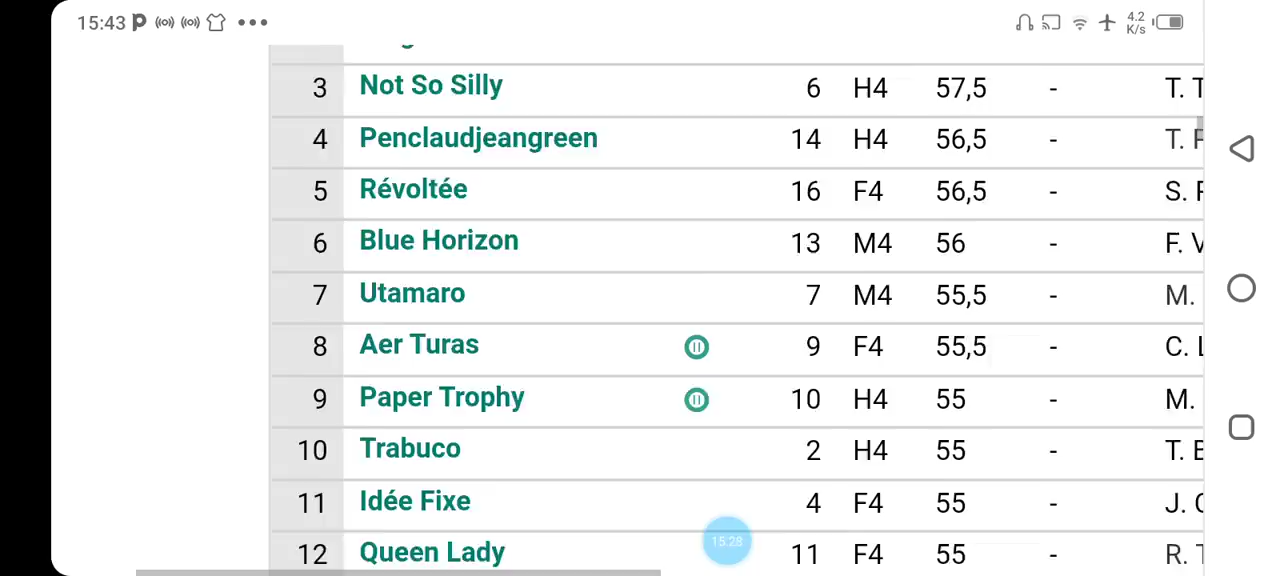 15:43 P 4.2 K/s
3 Not So Silly 6 H4 57,5 - T. T
4 Penclaudjeangreen 14 H4 56,5 - T.
5 Révoltée 16 F4 56,5 - S.
6 Blue Horizon 13 M4 56 - F. V
7 Utamaro 7 M4 55,5 - M.
8 Aer Turas 9 F4 55,5 - C. L
9 Paper Trophy 10 H4 55 - M.
10 Trabuco 2 H4 55 - T.
11 Idée Fixe 4 F4 55 - J.
15:28
12 Queen Lady 11 F4 55 - R. T